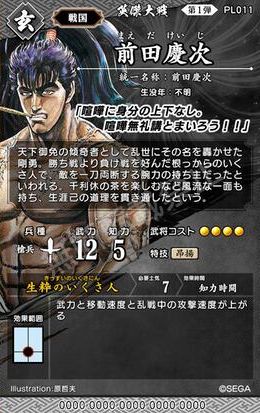 玄
戦国
英傑大戦
第1弾
PL011
まえだけいじ
前田慶次
統一名称：前田慶次
生没年：不明
「喧嘩に身分の上下なし。
喧嘩無礼講とまいろう！！」
天下御免の傾奇者として乱世にその名を轟かせた
剛勇。勝ち戦より負け戦を好んだ根っからのいく
さ人で、敵を一刀両断する腕力の持ち主だったと
いわれる。千利休の茶を楽しむなど風流な一面も
持ち、生涯己の道理を貫き通したという。
兵種 武力 知力 武将コスト
槍兵 12 5 特技 昂揚
きっすいのいくさにん
生粋のいくさ人
必要士気 7
効果時間 知力時間
効果範囲
武力と移動速度と乱戦中の攻撃速度が上が
る
Illustration:原哲夫
©SEGA
0000-0000-0000-0000-0000